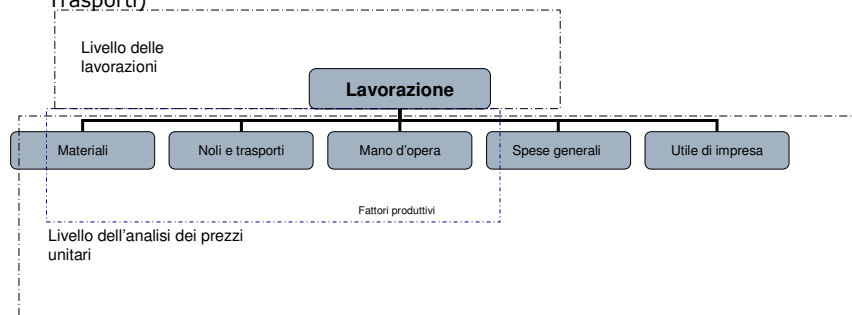 Trasporti)
Livello delle
lavorazioni
Lavorazione
Materiali
Noli e trasporti
Mano d'opera
Spese generali
Utile di impresa
Fattori produttivi
Livello dell'analisi dei prezzi
unitari